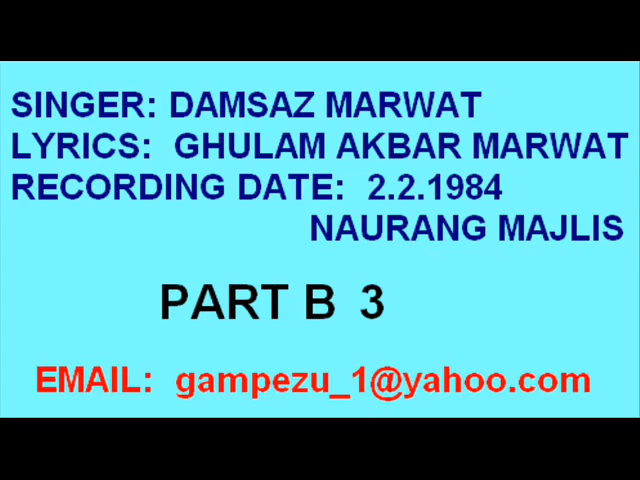 SINGER: DAMSAZ MARWAT
LYRICS: GHULAM AKBAR MARWAT
RECORDING DATE: 2.2.1984
NAURANG MAJLIS
PART B 3
EMAIL: gampezu_1@yahoo.com